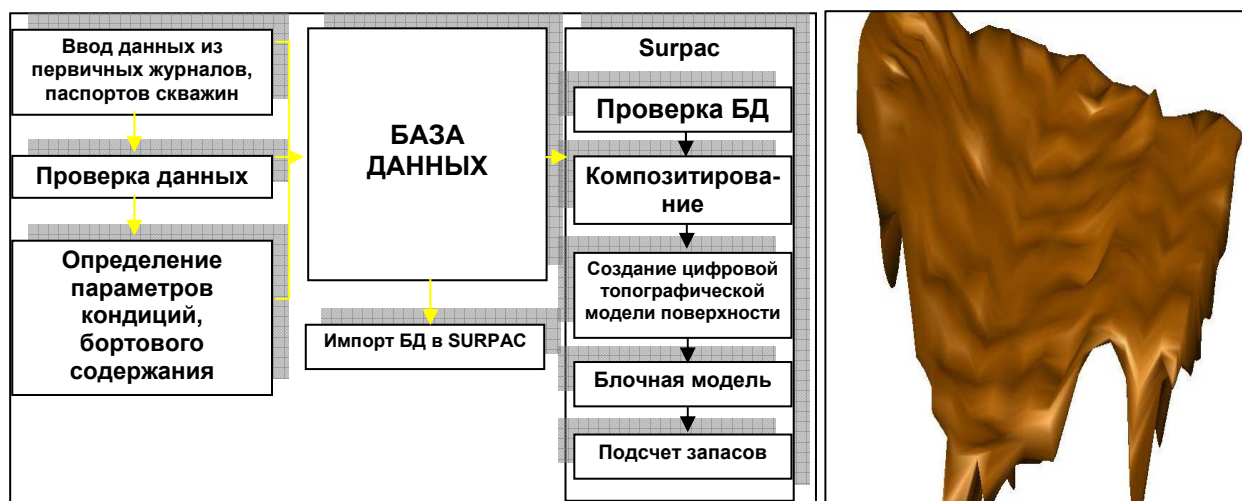 Ввод данных из
первичных журналов,
паспортов скважин
Проверка данных
Определение
параметров
кондиций,
бортового
содержания
БАЗА
ДАННЫХ
Импорт БД в SURPAC
Surpac
Проверка БД
Композитирова-
ние
Создание цифровой
топографической
модели поверхности
Блочная модель
Подсчет запасов